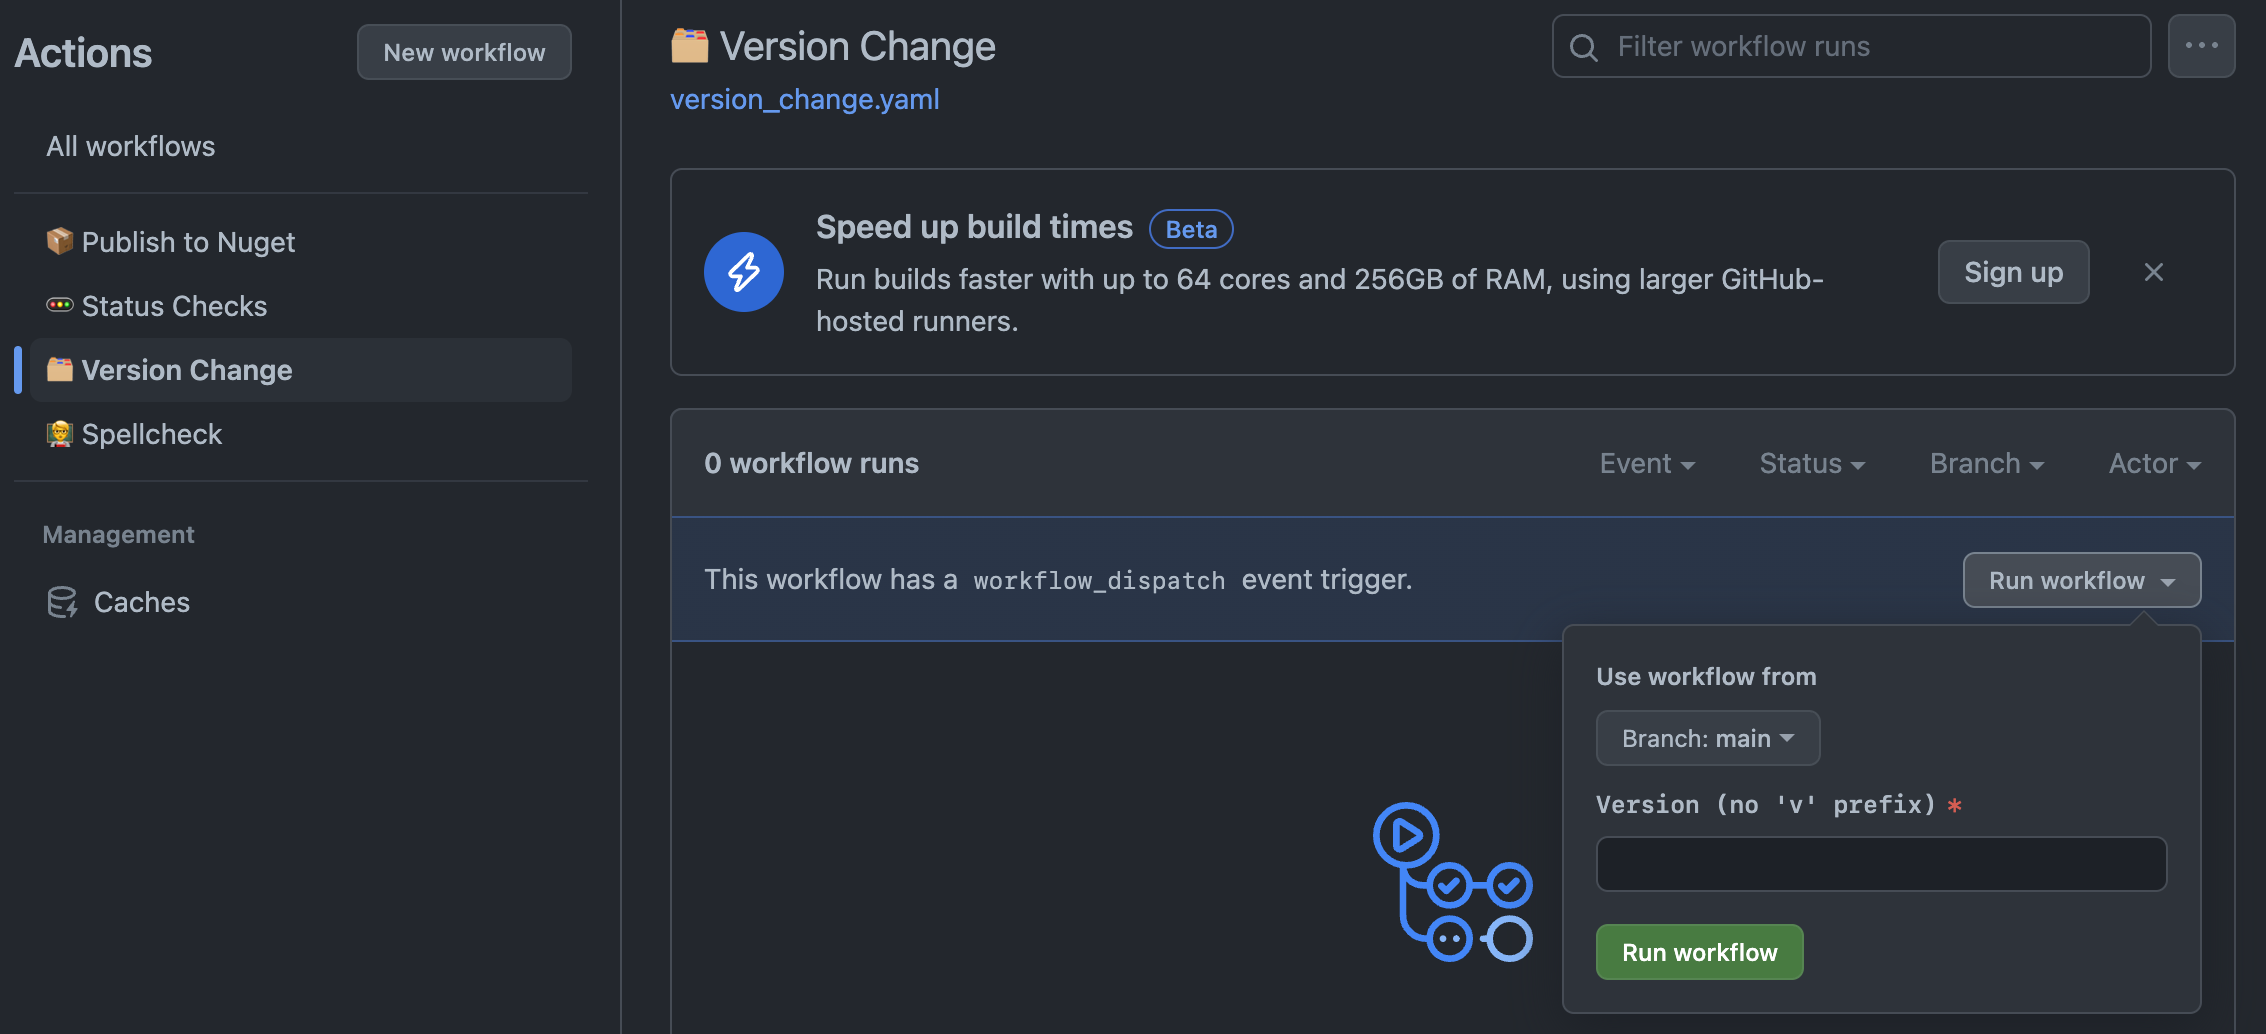 Actions
New workflow
All workflows
Publish to Nuget
Status Checks
Version Change
Spellcheck
Management
Caches
Version Change
Filter workflow runs
version_change.yaml
Speed up build times Beta
Run builds faster with up to 64 cores and 256GB of RAM, using larger GitHub-
hosted runners.
Sign up
0 workflow runs
Event Status Branch Actor
This workflow has a workflow_dispatch event trigger.
Run workflow
Use workflow from
Branch: main
Version (no 'v' prefix) *
Run workflow